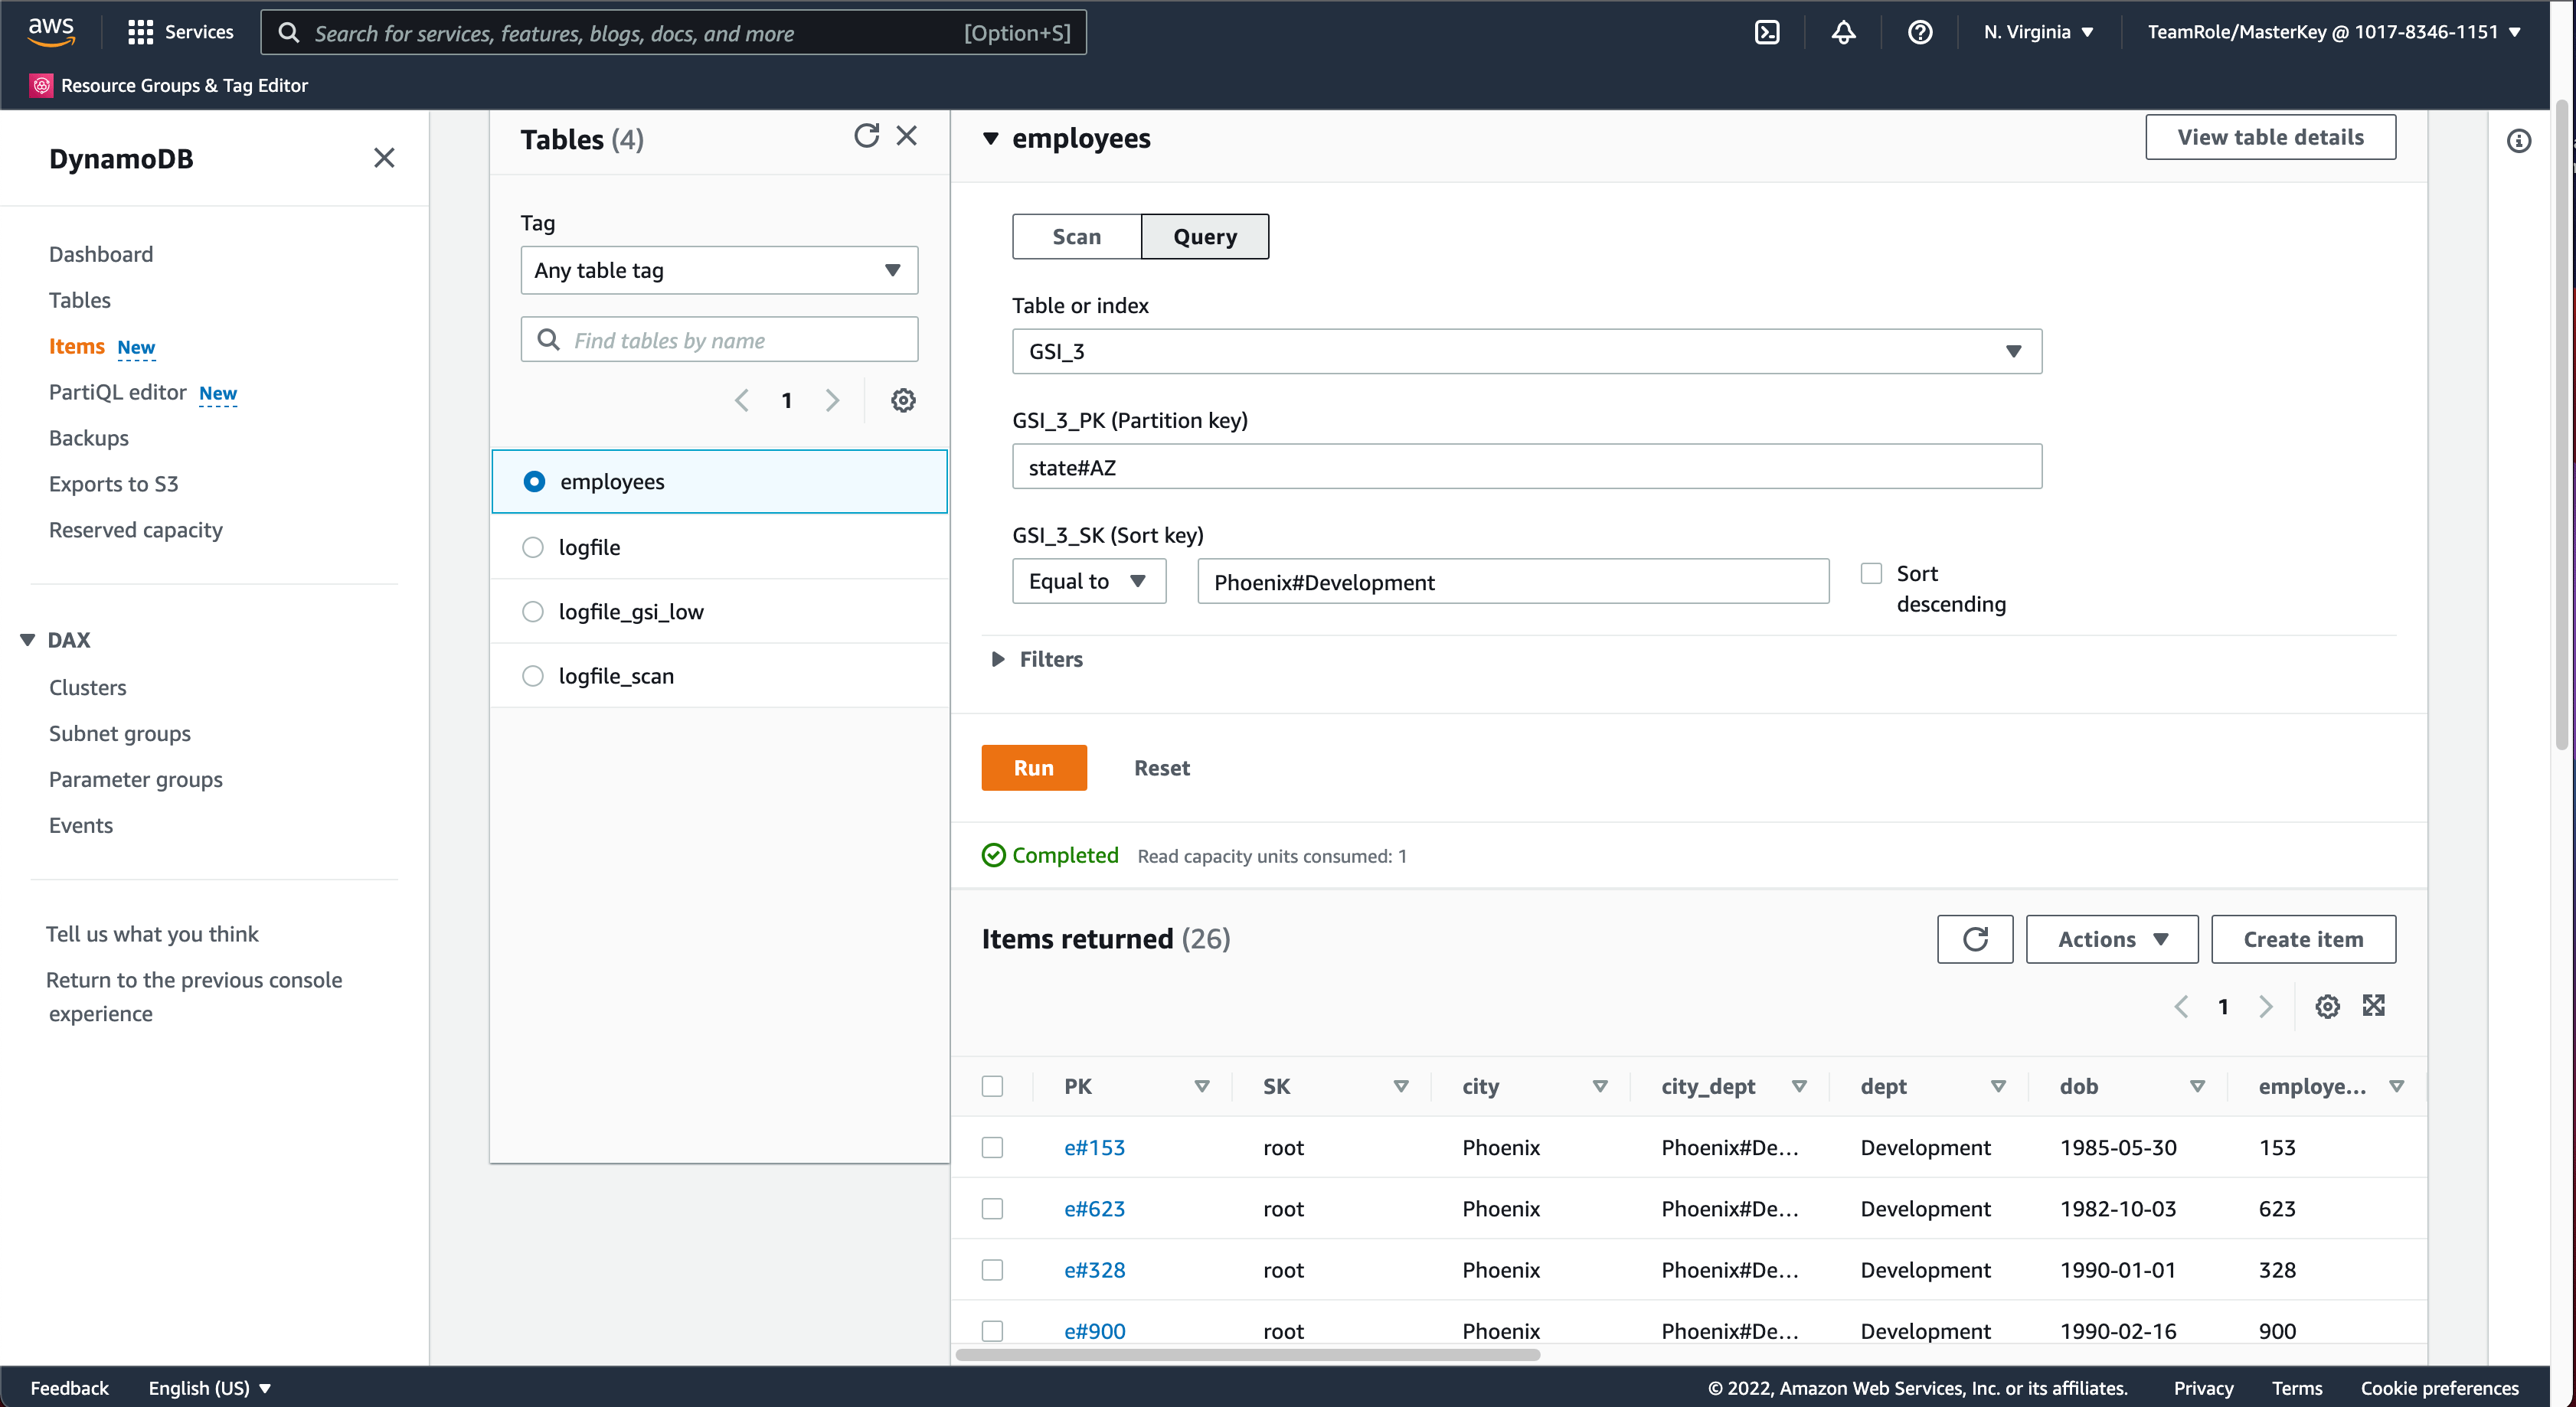 aws
Services
Search for services, features, blogs, docs, and more
[Option+S]
N. Virginia
TeamRole/MasterKey @ 1017-8346-1151
Resource Groups & Tag Editor
DynamoDB
Dashboard
Tables
Items New
PartiQL editor New
Backups
Exports to S3
Reserved capacity
DAX
Clusters
Subnet groups
Parameter groups
Events
Tell us what you think
Return to the previous console
experience
Tables (4)
Tag
Any table tag
Find tables by name
1
employees
logfile
logfile_gsi_low
logfile_scan
employees
View table details
Scan
Query
Table or index
GSI_3
GSI_3_PK (Partition key)
state#AZ
GSI_3_SK (Sort key)
Equal to
Phoenix#Development
Sort
descending
Filters
Run
Reset
Completed
Read capacity units consumed: 1
Items returned (26)
Actions
Create item
1
PK SK city city_dept dept dob employe...
e#153 root Phoenix Phoenix#De... Development 1985-05-30 153
e#623 root Phoenix Phoenix#De... Development 1982-10-03 623
e#328 root Phoenix Phoenix#De... Development 1990-01-01 328
e#900 root Phoenix Phoenix#De... Development 1990-02-16 900
Feedback
English (US)
© 2022, Amazon Web Services, Inc. or its affiliates.
Privacy
Terms
Cookie preferences